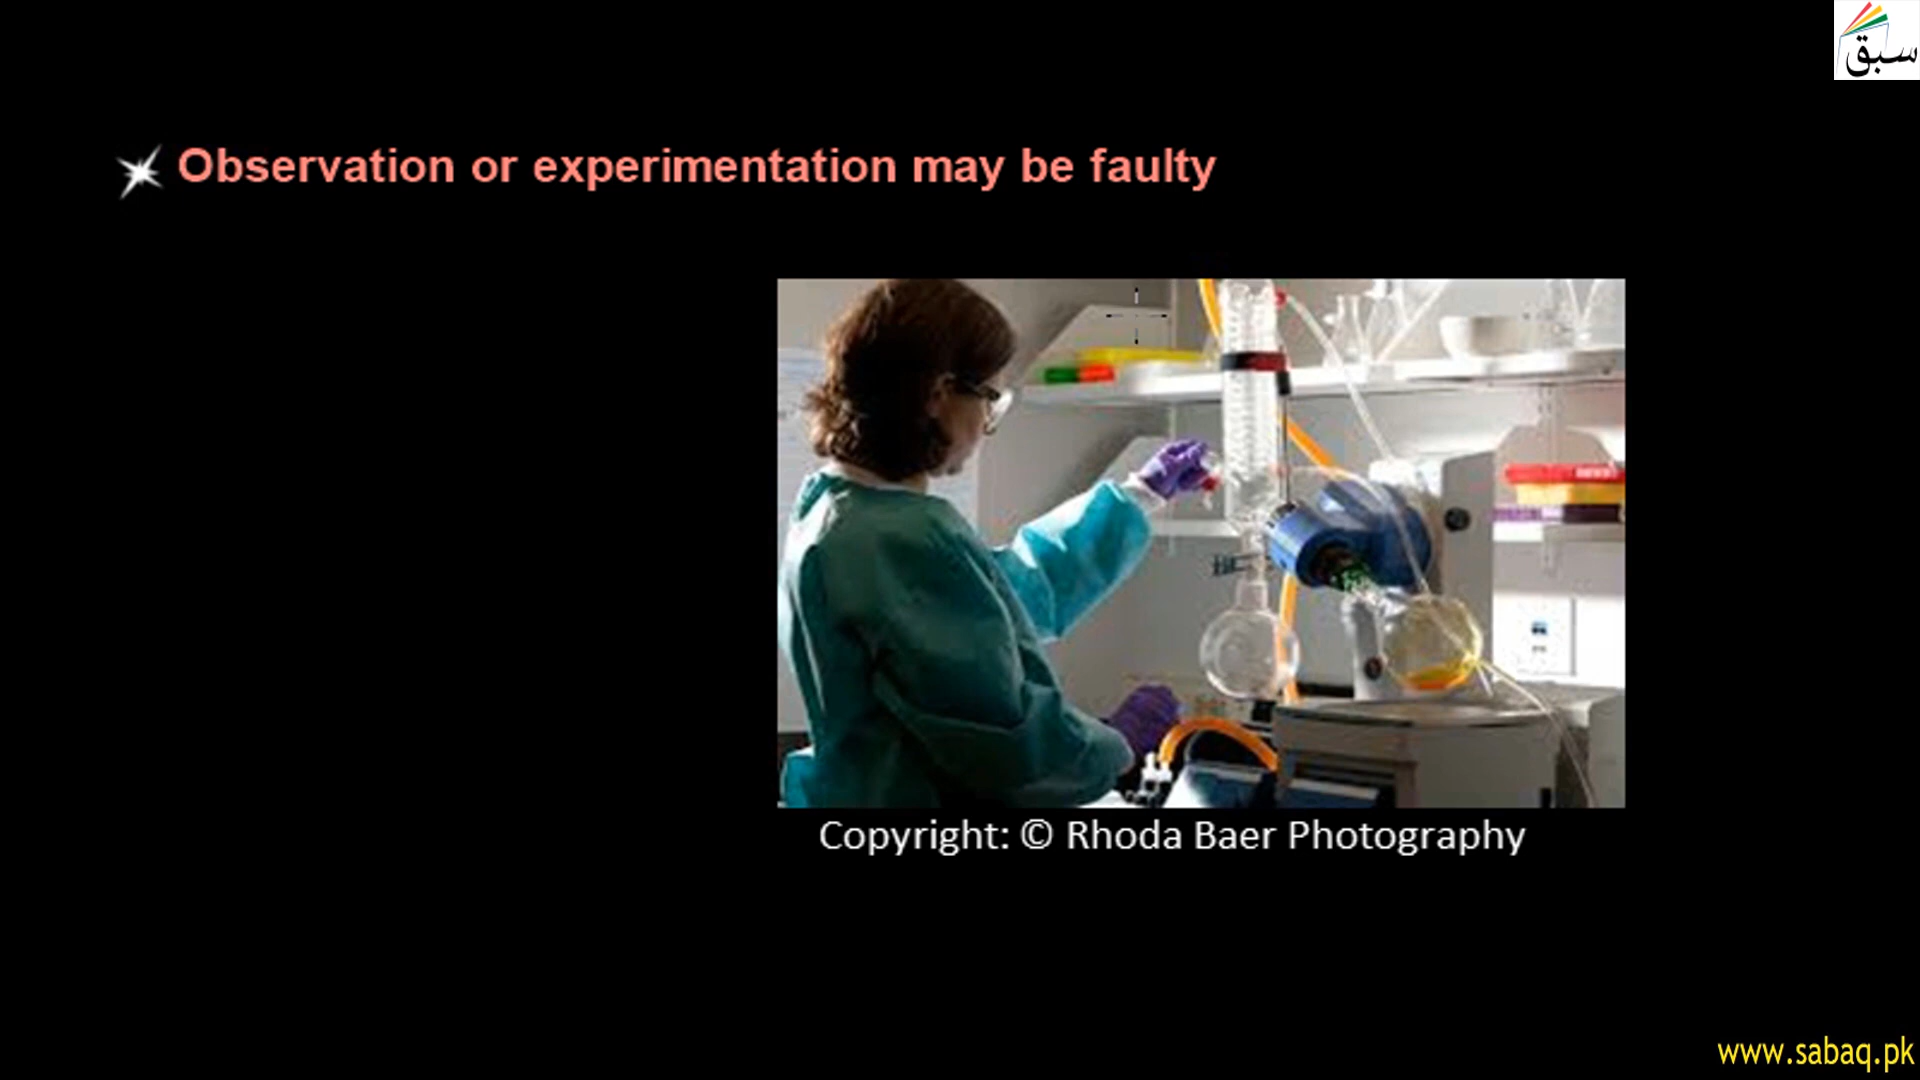 سبق
Observation or experimentation may be faulty
Copyright: © Rhoda Baer Photography
www.sabaq.pk